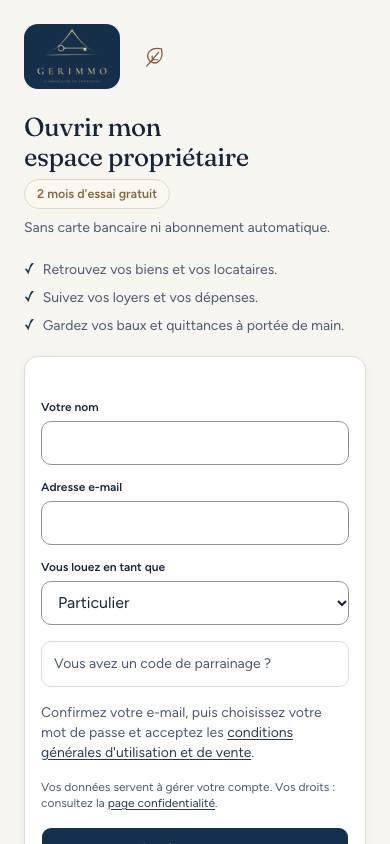 GERIMMO
Ouvrir mon
espace propriétaire
2 mois d'essai gratuit
Sans carte bancaire ni abonnement automatique.
✓ Retrouvez vos biens et vos locataires.
✓ Suivez vos loyers et vos dépenses.
✓ Gardez vos baux et quittances à portée de main.
Votre nom
Adresse e-mail
Vous louez en tant que
Particulier
Vous avez un code de parrainage ?
Confirmez votre e-mail, puis choisissez votre
mot de passe et acceptez les conditions
générales d'utilisation et de vente.
Vos données servent à gérer votre compte. Vos droits :
consultez la page confidentialité.